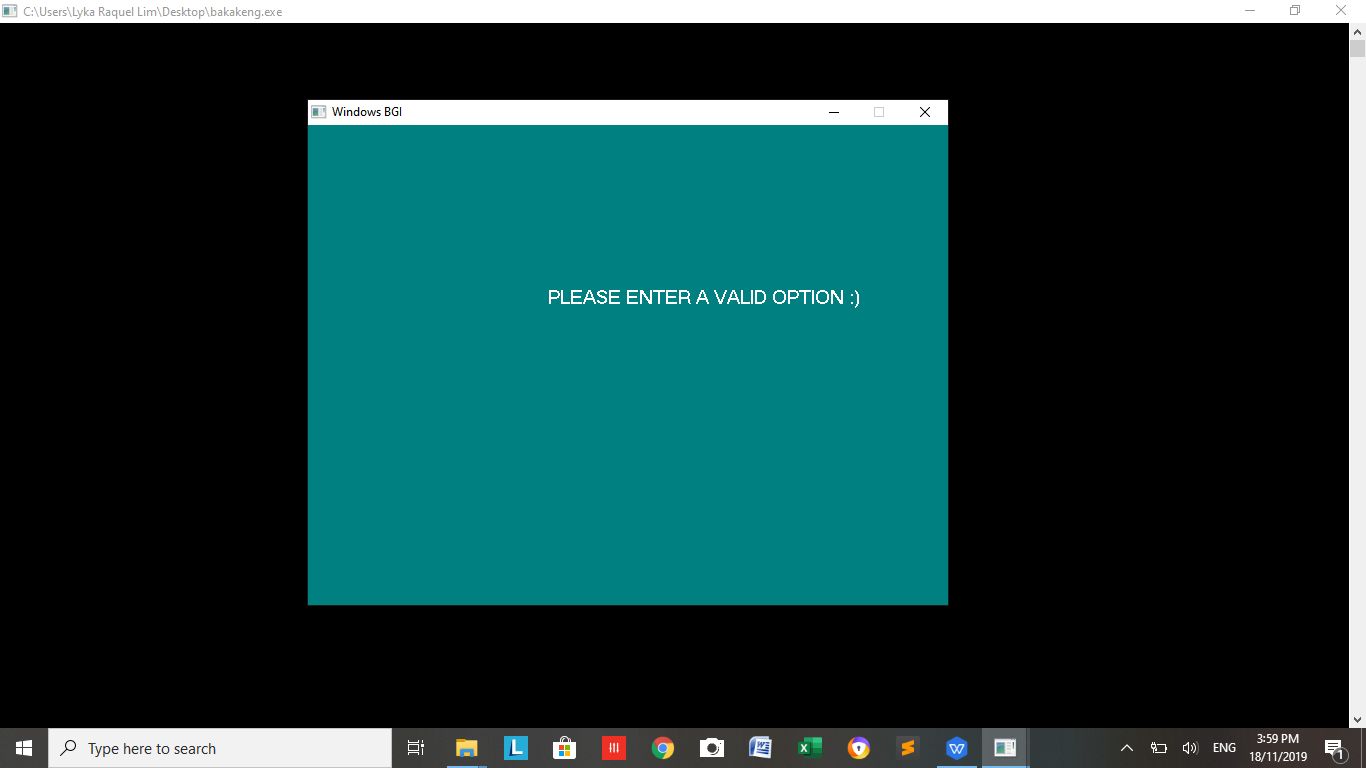 C:\Users\Lyka Raquel Lim\Desktop\bakakeng.exe
Windows BGI
PLEASE ENTER A VALID OPTION :)
Type here to search
L
W
X
S
W
ENG
3:59 PM
18/11/2019
1